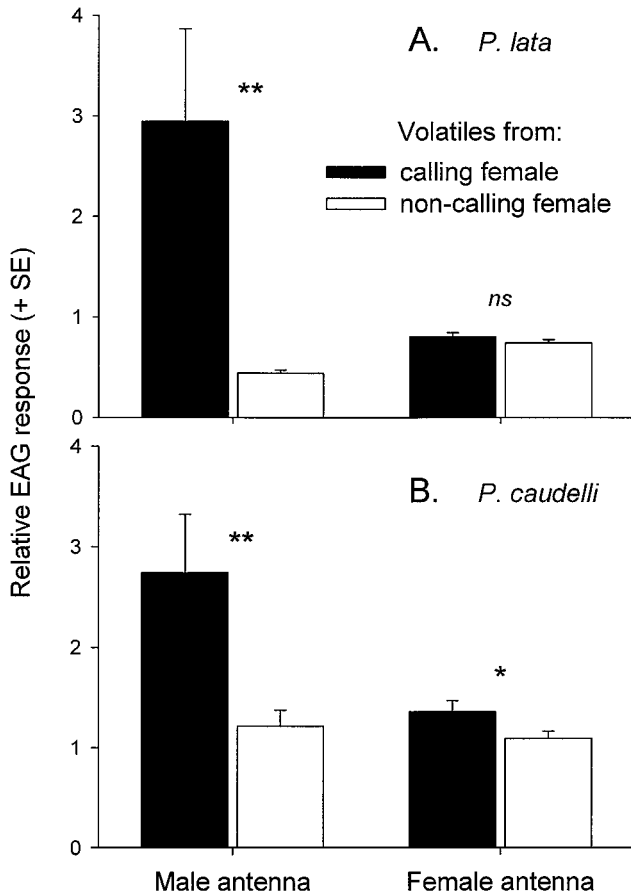 A. P. lata
Volatiles from:
calling female
non-calling female
**
ns
4
3
2
1
0
Relative EAG response (+ SE)
B. P. caudelli
**
*
4
3
2
1
0
Male antenna Female antenna